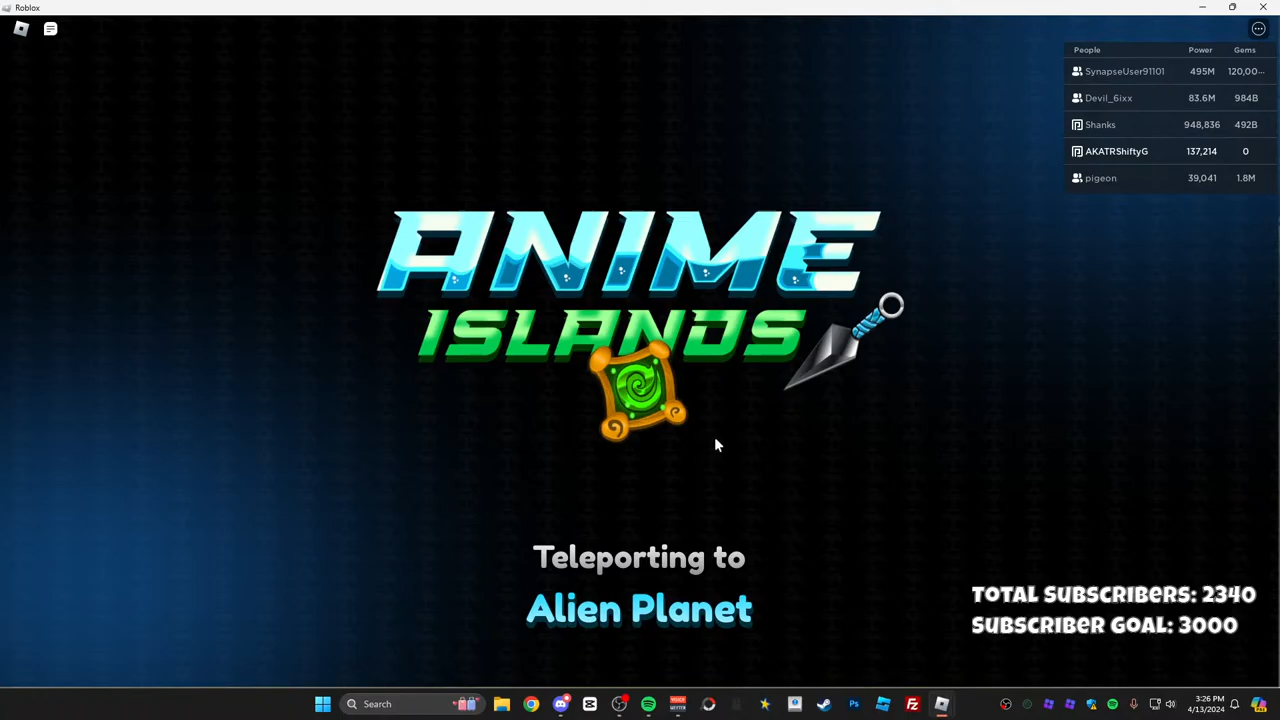 Roblox
People Power Gems
SynapseUser91101 495M 120,00...
Devil_6ixx 83.6M 984B
Shanks 948,836 492B
AKATRShiftyG 137,214 0
pigeon 39,041 1.8M
ANIME
ISLANDS
Teleporting to
Alien Planet
TOTAL SUBSCRIBERS: 2340
SUBSCRIBER GOAL: 3000
Search
3:26 PM
4/13/2024